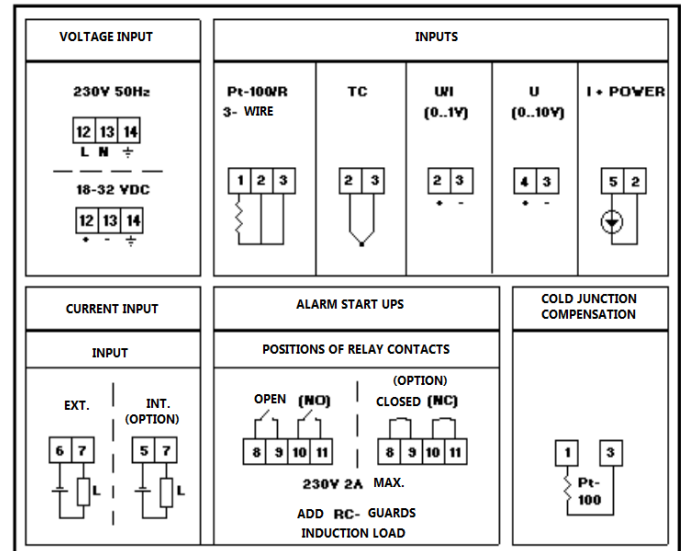 VOLTAGE INPUT
230V 50Hz
12 13 14
L N
18-32 VDC
12 13 14
+ -
INPUTS
Pt-100/R
3- WIRE
1 2 3
TC
2 3
U/I
(0..1V)
2 3
+ -
U
(0..10V)
4 3
+ -
I + POWER
5 2
CURRENT INPUT
INPUT
EXT.
6 7
L
INT.
(OPTION)
5 7
L
ALARM START UPS
POSITIONS OF RELAY CONTACTS
OPEN (NO)
8 9 10 11
(OPTION)
CLOSED (NC)
8 9 10 11
230V 2A MAX.
ADD RC- GUARDS
INDUCTION LOAD
COLD JUNCTION
COMPENSATION
1 3
Pt-
100